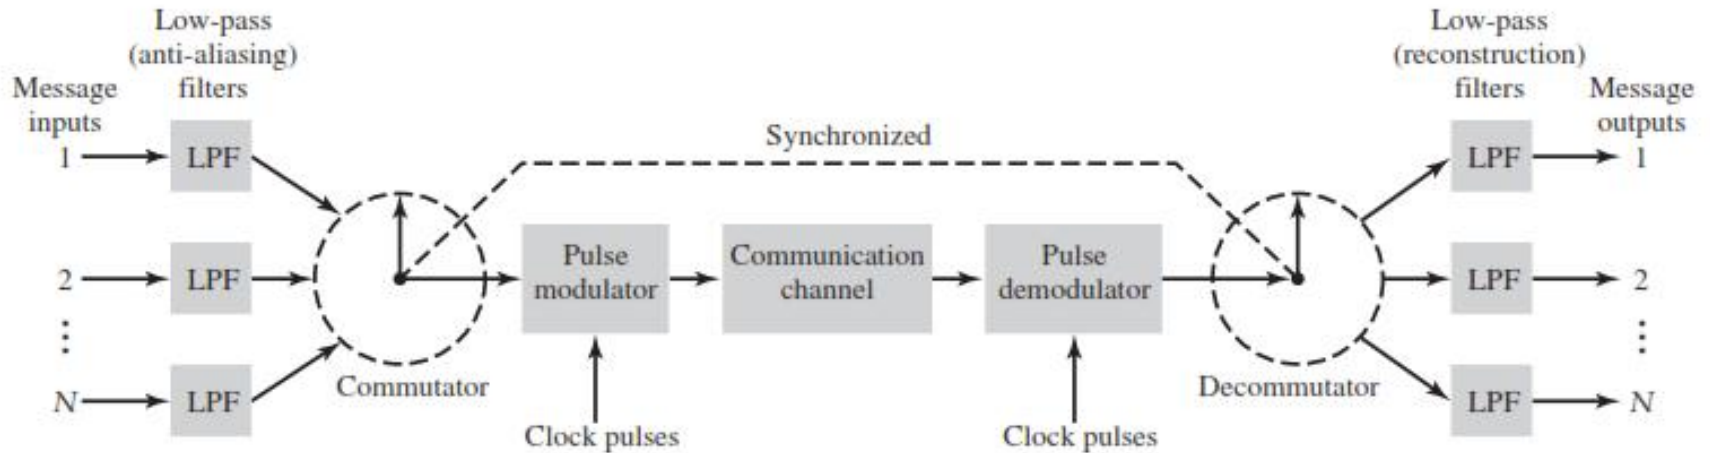 Low-pass
(anti-aliasing)
filters
Message
inputs
1
LPF
2
LPF
⋮
N
LPF
Commutator
Synchronized
Pulse
modulator
Clock pulses
Communication
channel
Pulse
demodulator
Clock pulses
Decommutator
Low-pass
(reconstruction)
filters
Message
outputs
LPF
1
LPF
2
⋮
LPF
N